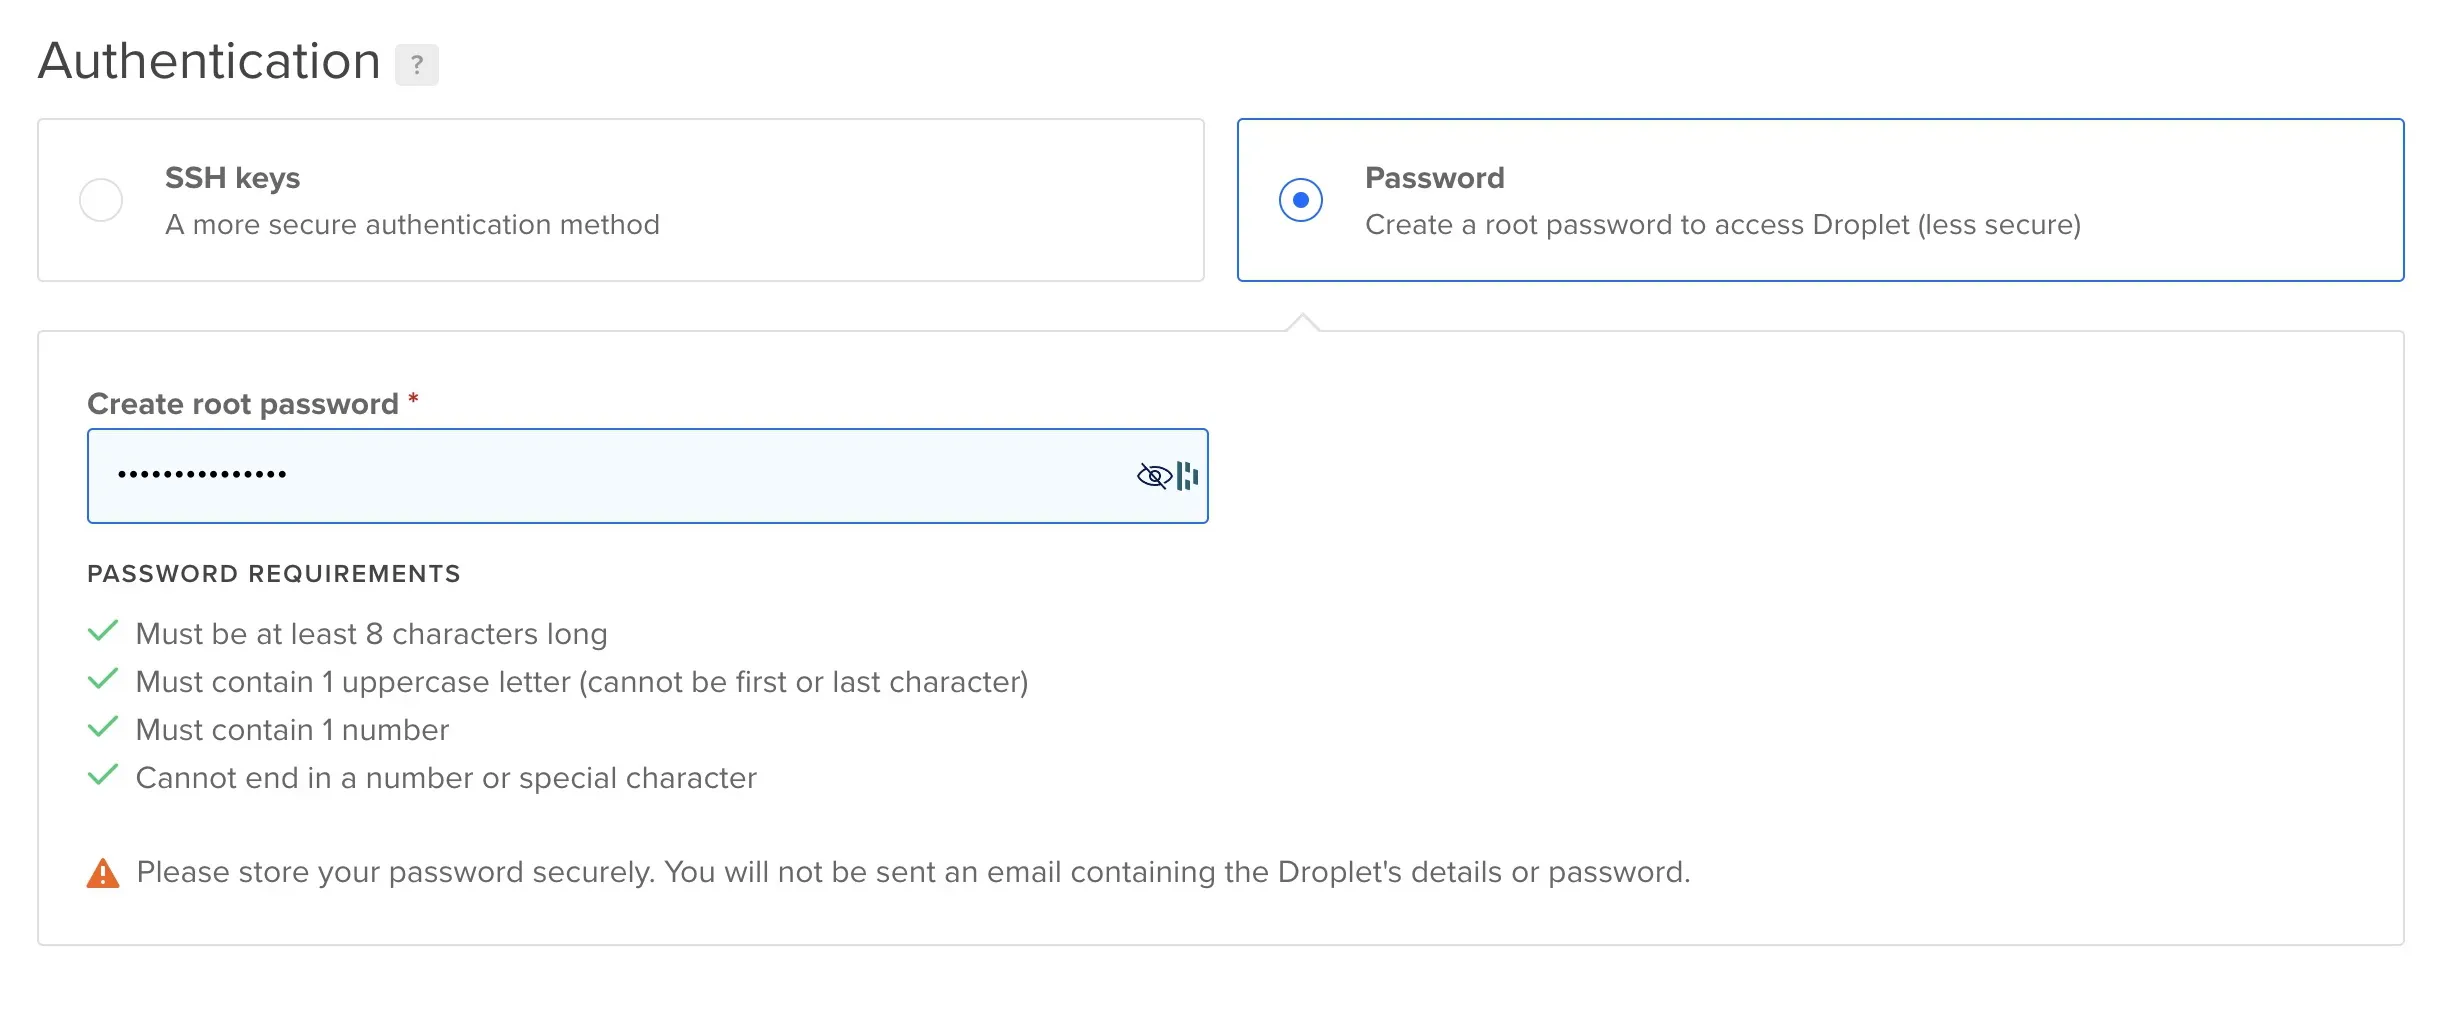 Authentication ?
SSH keys
A more secure authentication method
Password
Create a root password to access Droplet (less secure)
Create root password *
•••••••••••••••
PASSWORD REQUIREMENTS
Must be at least 8 characters long
Must contain 1 uppercase letter (cannot be first or last character)
Must contain 1 number
Cannot end in a number or special character
Please store your password securely. You will not be sent an email containing the Droplet's details or password.